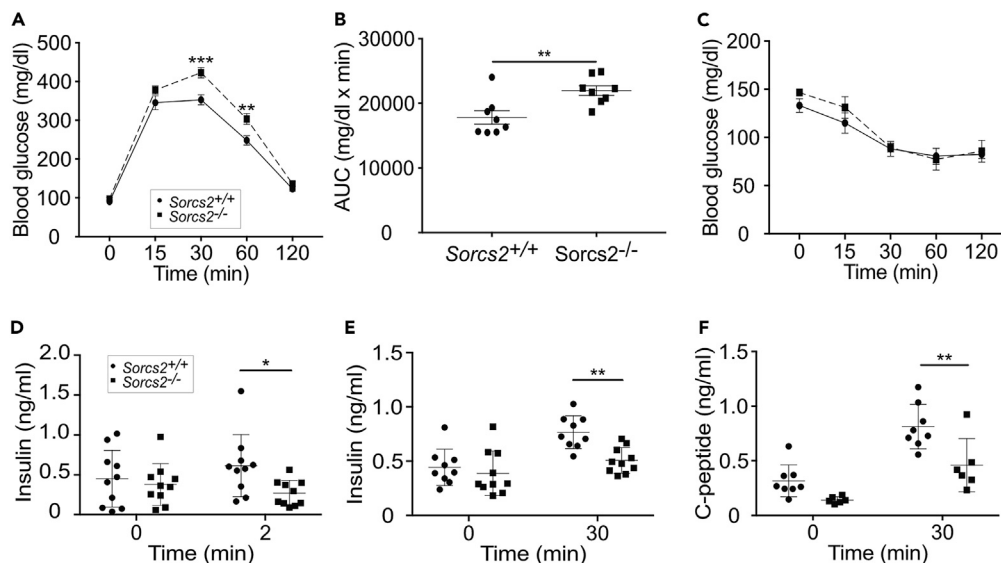 A
Blood glucose (mg/dl)
500
400
300
200
100
0
***
**
Sorcs2+/+
Sorcs2-/-
0 15 30 60 120
Time (min)
B
AUC (mg/dl x min)
30000
20000
10000
0
**
Sorcs2+/+ Sorcs2-/-
C
Blood glucose (mg/dl)
200
150
100
50
0
0 15 30 60 120
Time (min)
D
Insulin (ng/ml)
2.0
1.5
1.0
0.5
0
Sorcs2+/+
Sorcs2-/-
*
0 2
Time (min)
E
Insulin (ng/ml)
1.5
1.0
0.5
0
**
0 30
Time (min)
F
C-peptide (ng/ml)
1.5
1.0
0.5
0
**
0 30
Time (min)